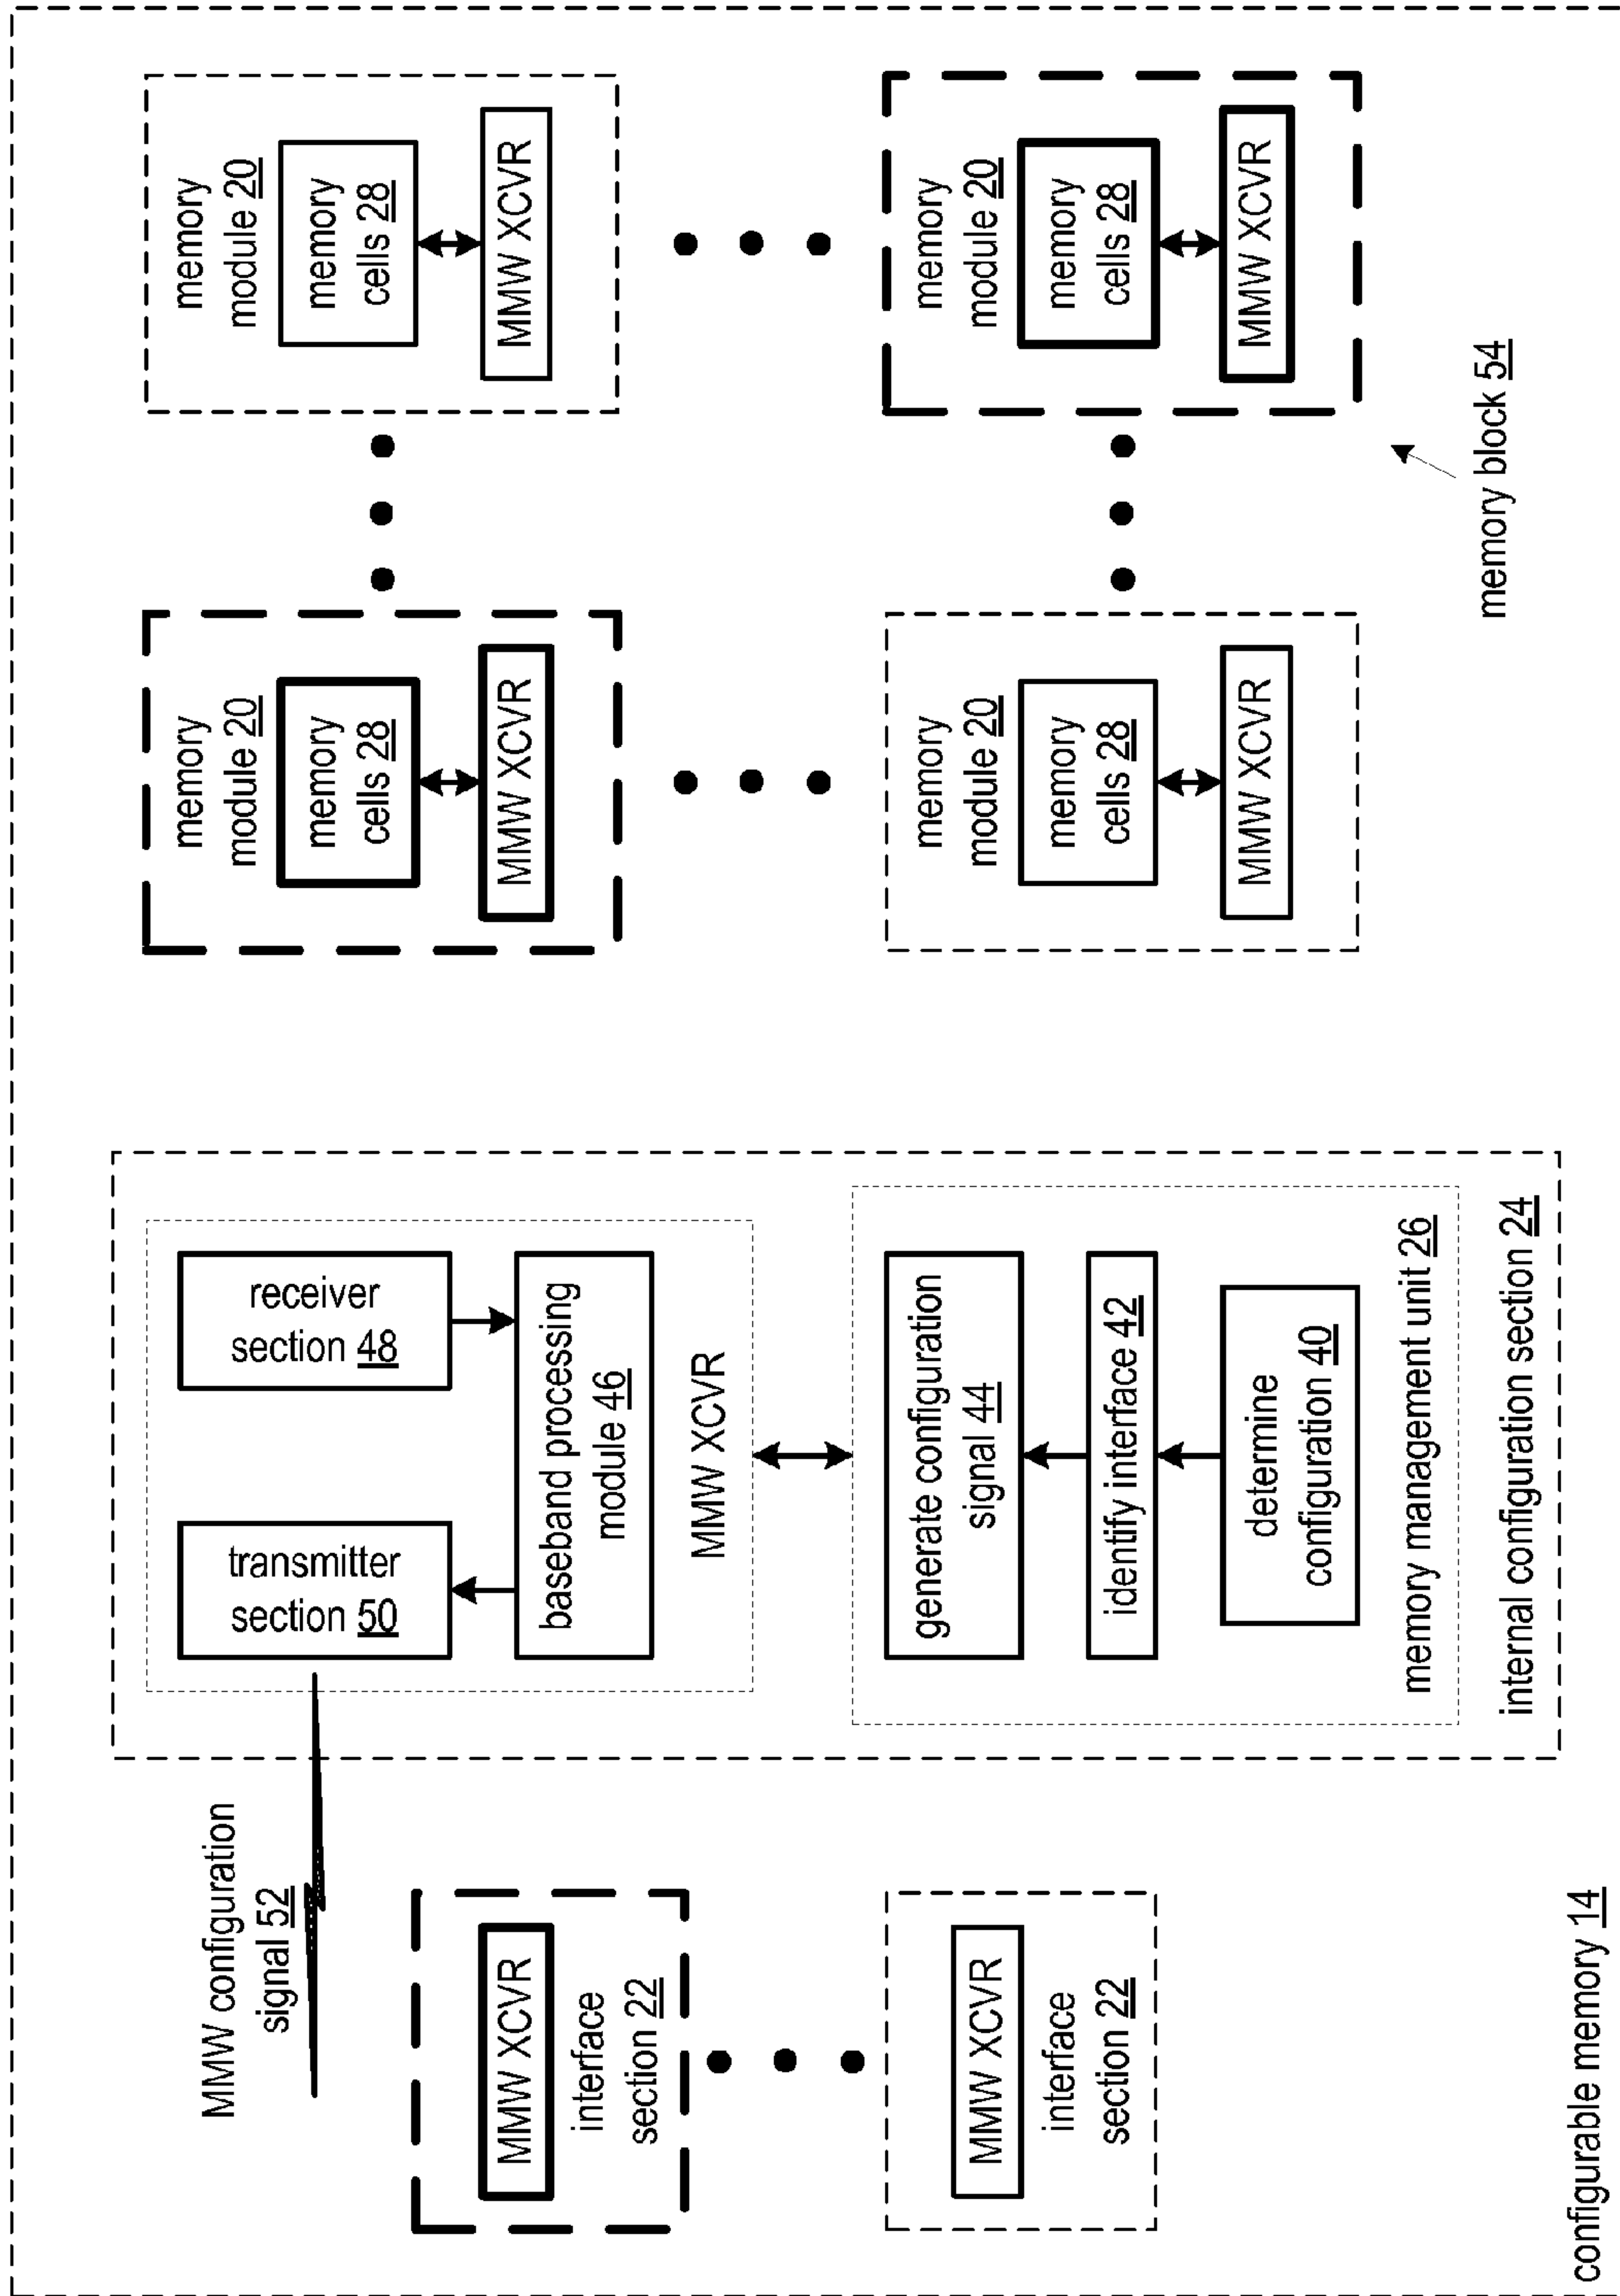 MMW configuration
signal 52
MMW XCVR
interface
section 22
MMW XCVR
interface
section 22
configurable memory 14
transmitter
section 50
receiver
section 48
baseband processing
module 46
MMW XCVR
generate configuration
signal 44
identify interface 42
determine
configuration 40
memory management unit 26
internal configuration section 24
memory
module 20
memory
cells 28
MMW XCVR
memory
module 20
memory
cells 28
MMW XCVR
memory
module 20
memory
cells 28
MMW XCVR
memory
module 20
memory
cells 28
MMW XCVR
memory block 54